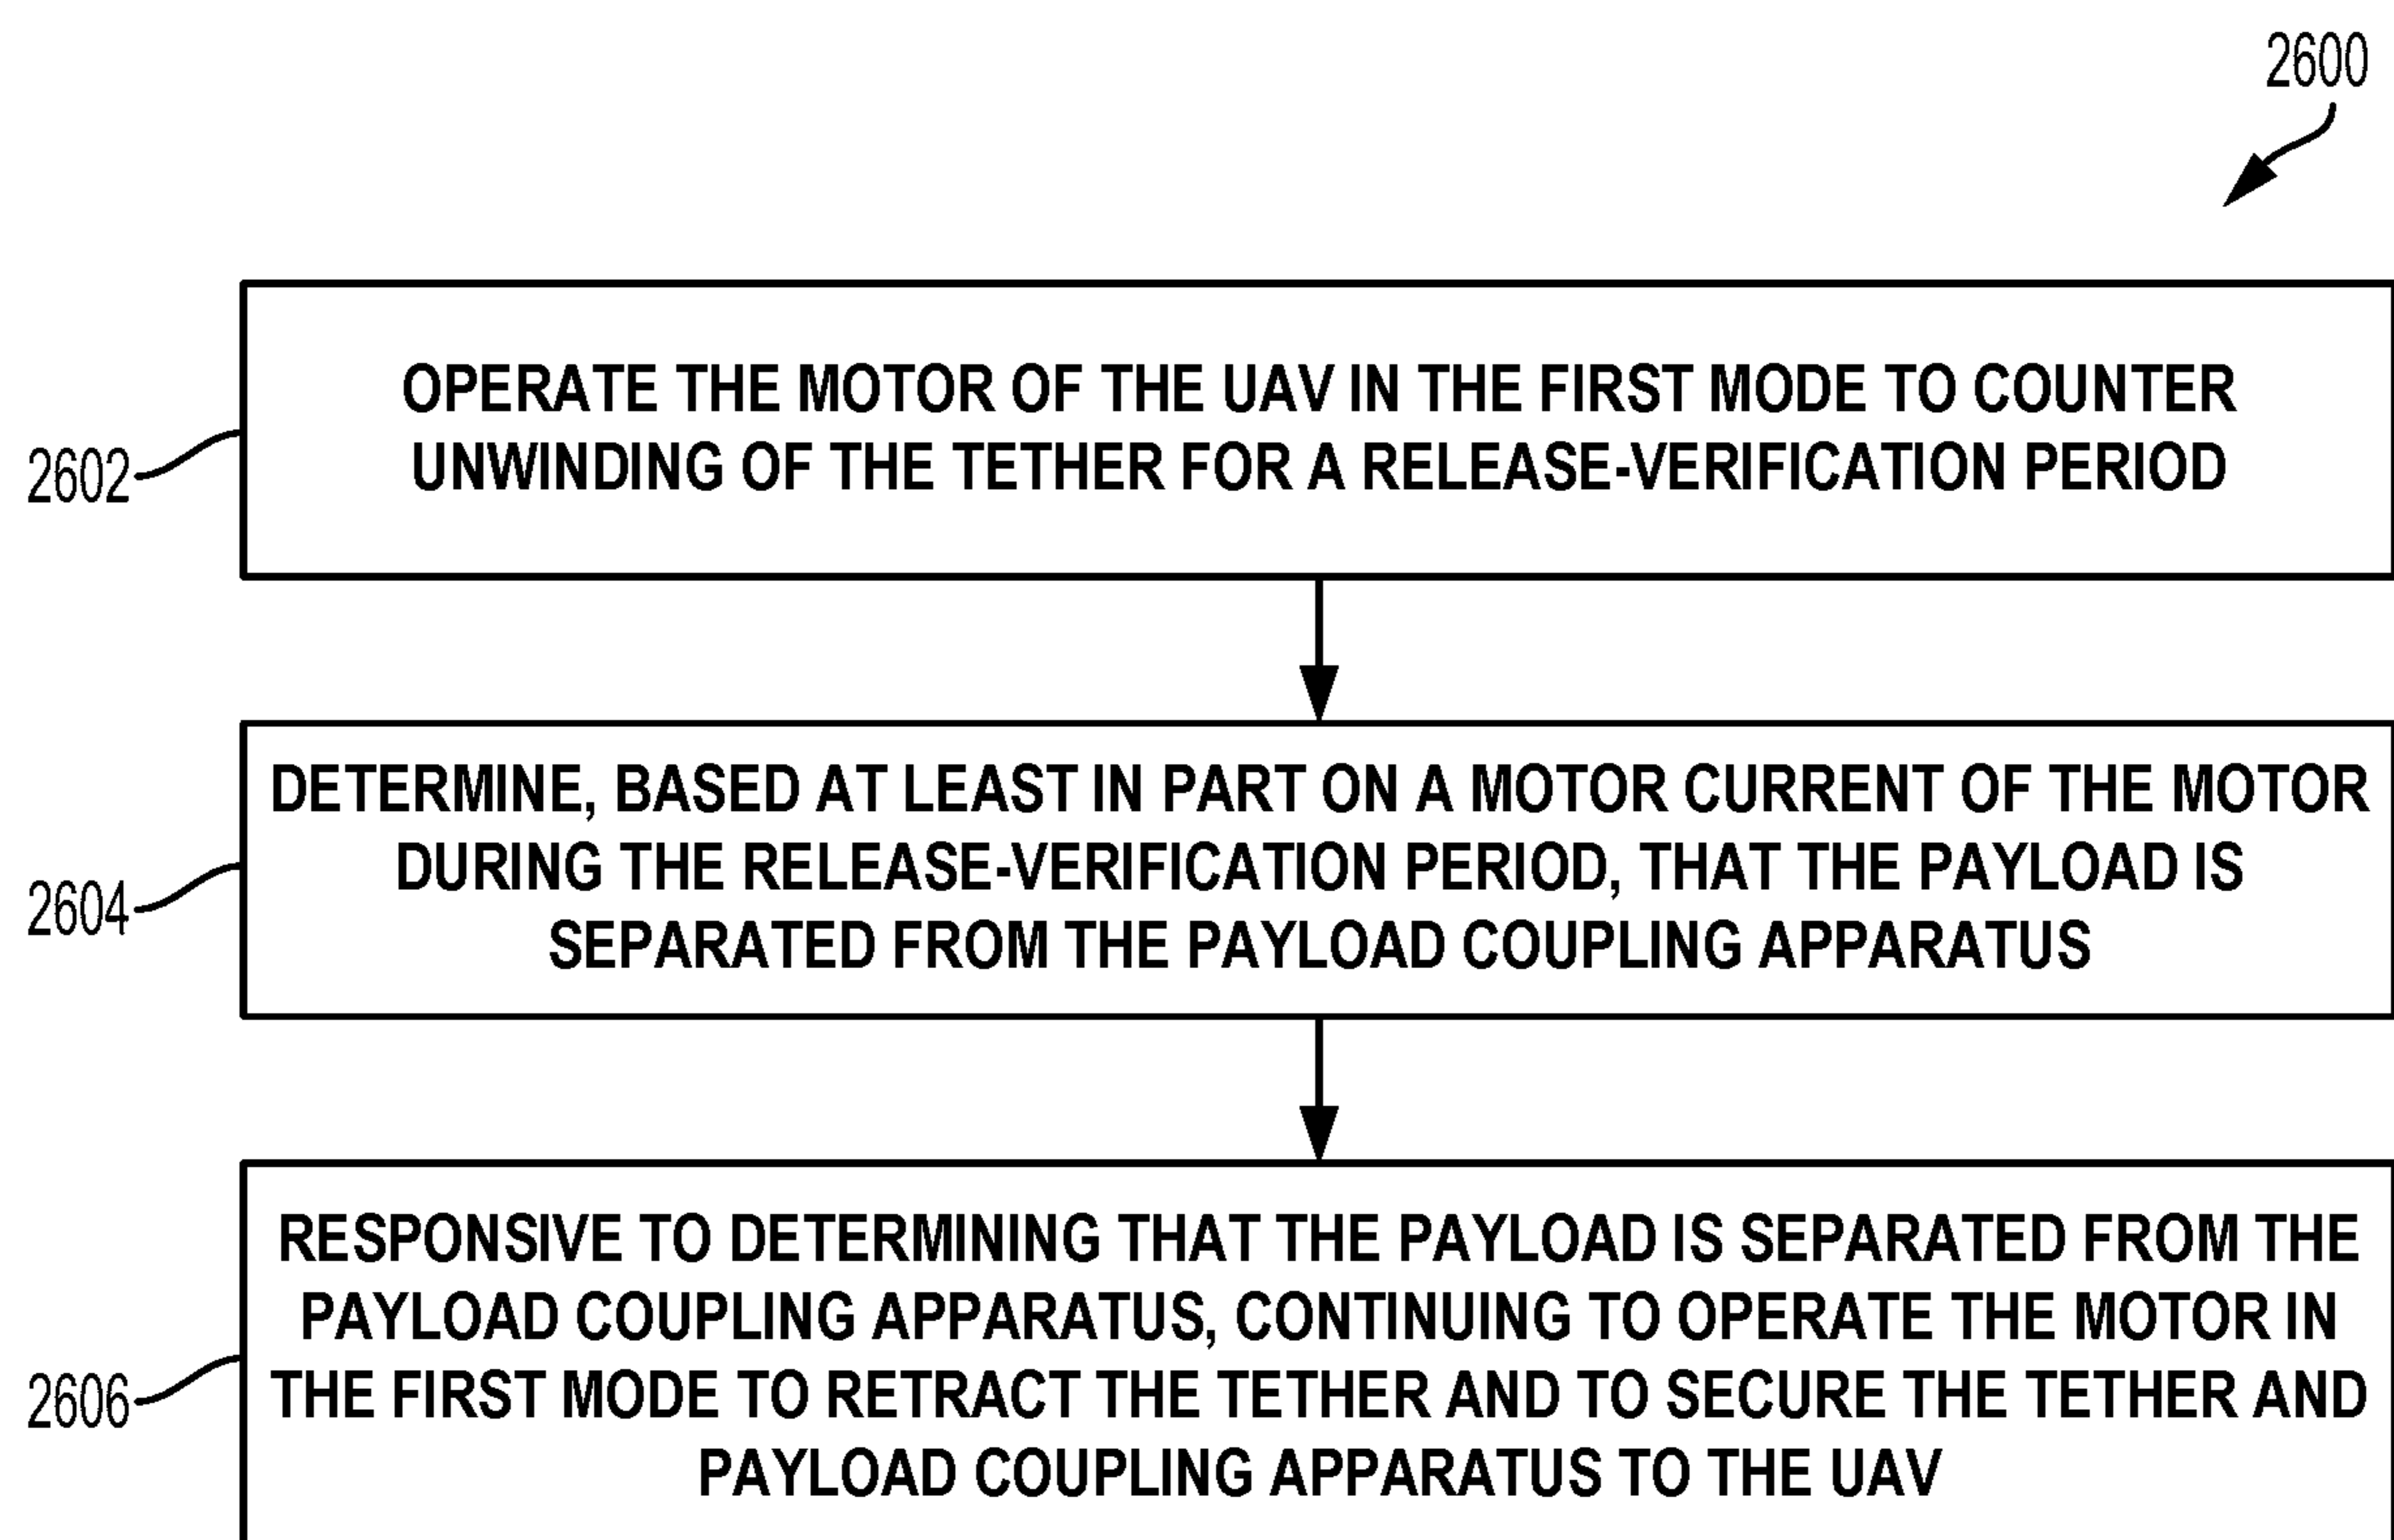 2600
OPERATE THE MOTOR OF THE UAV IN THE FIRST MODE TO COUNTER
UNWINDING OF THE TETHER FOR A RELEASE-VERIFICATION PERIOD
2602
DETERMINE, BASED AT LEAST IN PART ON A MOTOR CURRENT OF THE MOTOR
DURING THE RELEASE-VERIFICATION PERIOD, THAT THE PAYLOAD IS
SEPARATED FROM THE PAYLOAD COUPLING APPARATUS
2604
RESPONSIVE TO DETERMINING THAT THE PAYLOAD IS SEPARATED FROM THE
PAYLOAD COUPLING APPARATUS, CONTINUING TO OPERATE THE MOTOR IN
THE FIRST MODE TO RETRACT THE TETHER AND TO SECURE THE TETHER AND
PAYLOAD COUPLING APPARATUS TO THE UAV
2606